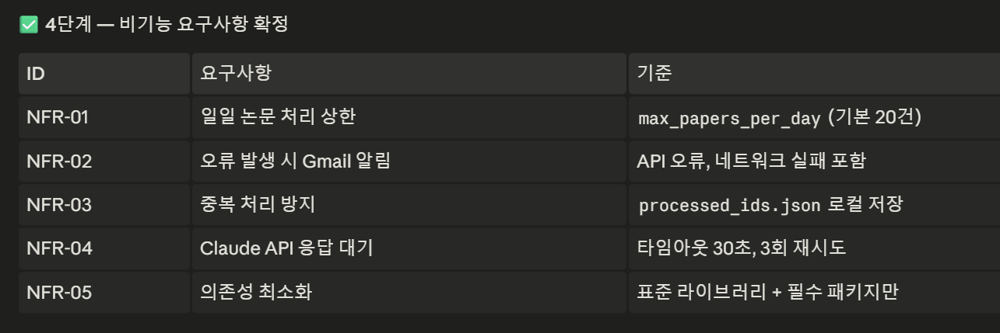 ✅ 4단계 — 비기능 요구사항 확정
ID 요구사항 기준
NFR-01 일일 논문 처리 상한 max_papers_per_day (기본 20건)
NFR-02 오류 발생 시 Gmail 알림 API 오류, 네트워크 실패 포함
NFR-03 중복 처리 방지 processed_ids.json 로컬 저장
NFR-04 Claude API 응답 대기 타임아웃 30초, 3회 재시도
NFR-05 의존성 최소화 표준 라이브러리 + 필수 패키지만